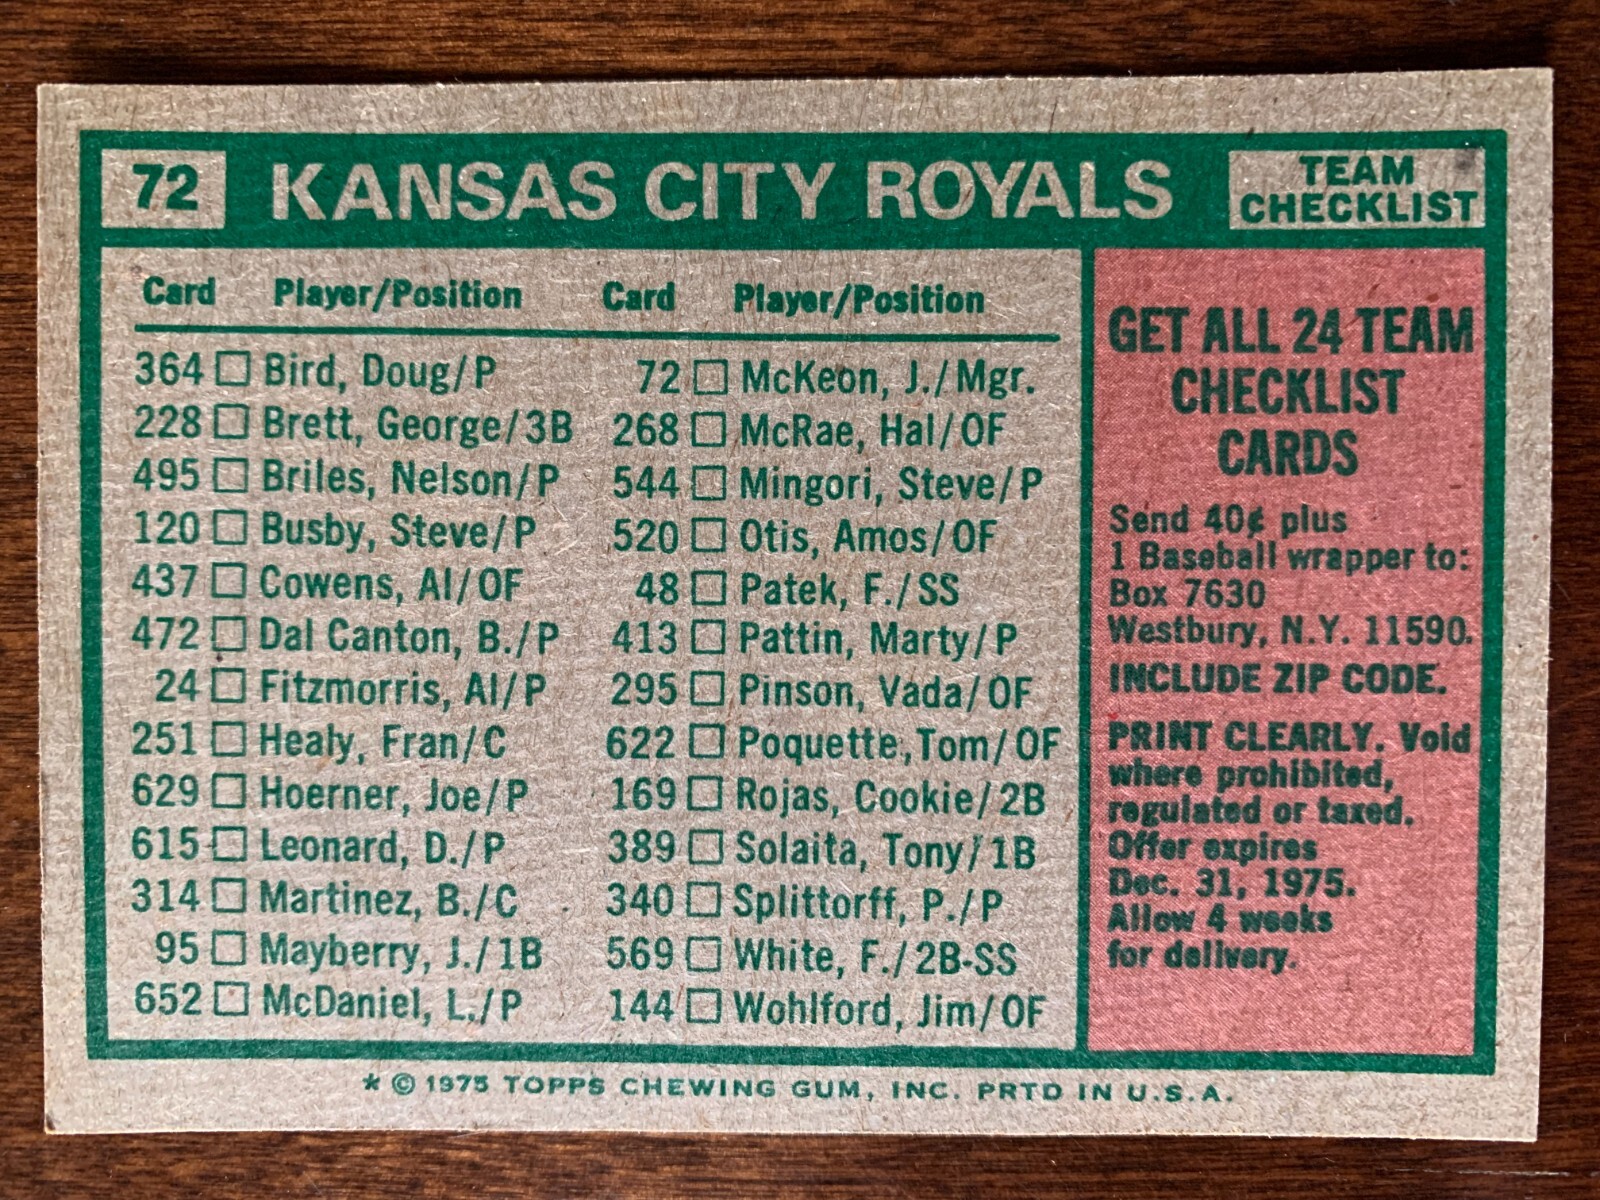 72 KANSAS CITY ROYALS TEAM CHECKLIST
Card Player/Position Card Player/Position
364 Bird, Doug/P
228 Brett, George/3B
495 Briles, Nelson/P
120 Busby, Steve/P
437 Cowens, Al/OF
472 Dal Canton, B./P
24 Fitzmorris, Al/P
251 Healy, Fran/C
629 Hoerner, Joe/P
615 Leonard, D./P
314 Martinez, B./C
95 Mayberry, J./1B
652 McDaniel, L./P
72 McKeon, J./Mgr.
268 McRae, Hal/OF
544 Mingori, Steve/P
520 Otis, Amos/OF
48 Patek, F./SS
413 Pattin, Marty/P
295 Pinson, Vada/OF
622 Poquette, Tom/OF
169 Rojas, Cookie/2B
389 Solaita, Tony/1B
340 Splittorff, P./P
569 White, F./2B-SS
144 Wohlford, Jim/OF
GET ALL 24 TEAM
CHECKLIST
CARDS
Send 40¢ plus
1 Baseball wrapper to:
Box 7630
Westbury, N.Y. 11590.
INCLUDE ZIP CODE.
PRINT CLEARLY. Void
where prohibited,
regulated or taxed.
Offer expires
Dec. 31, 1975.
Allow 4 weeks
for delivery.
* © 1975 TOPPS CHEWING GUM, INC. PRTD IN U.S.A.